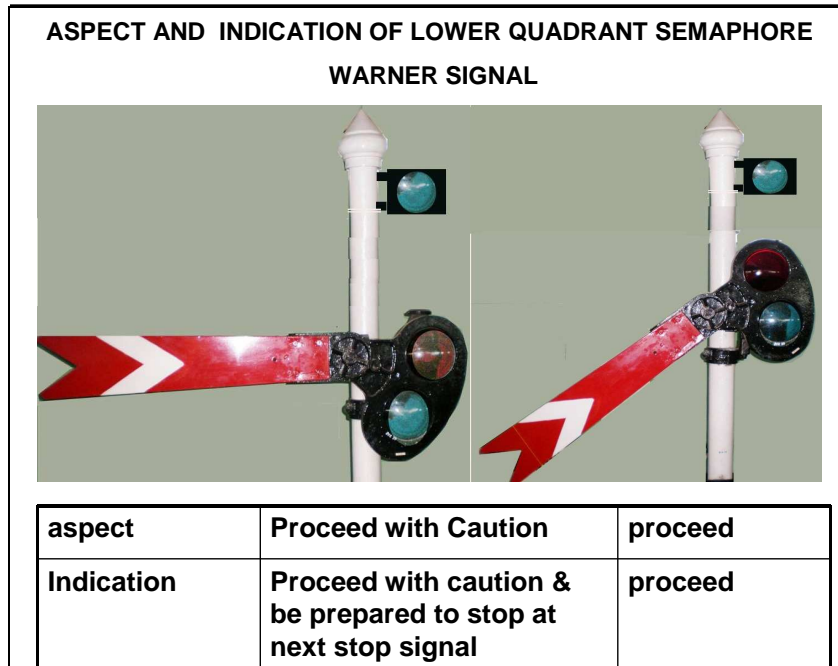 ASPECT AND INDICATION OF LOWER QUADRANT SEMAPHORE
WARNER SIGNAL
aspect Proceed with Caution proceed
Indication Proceed with caution & proceed
be prepared to stop at
next stop signal